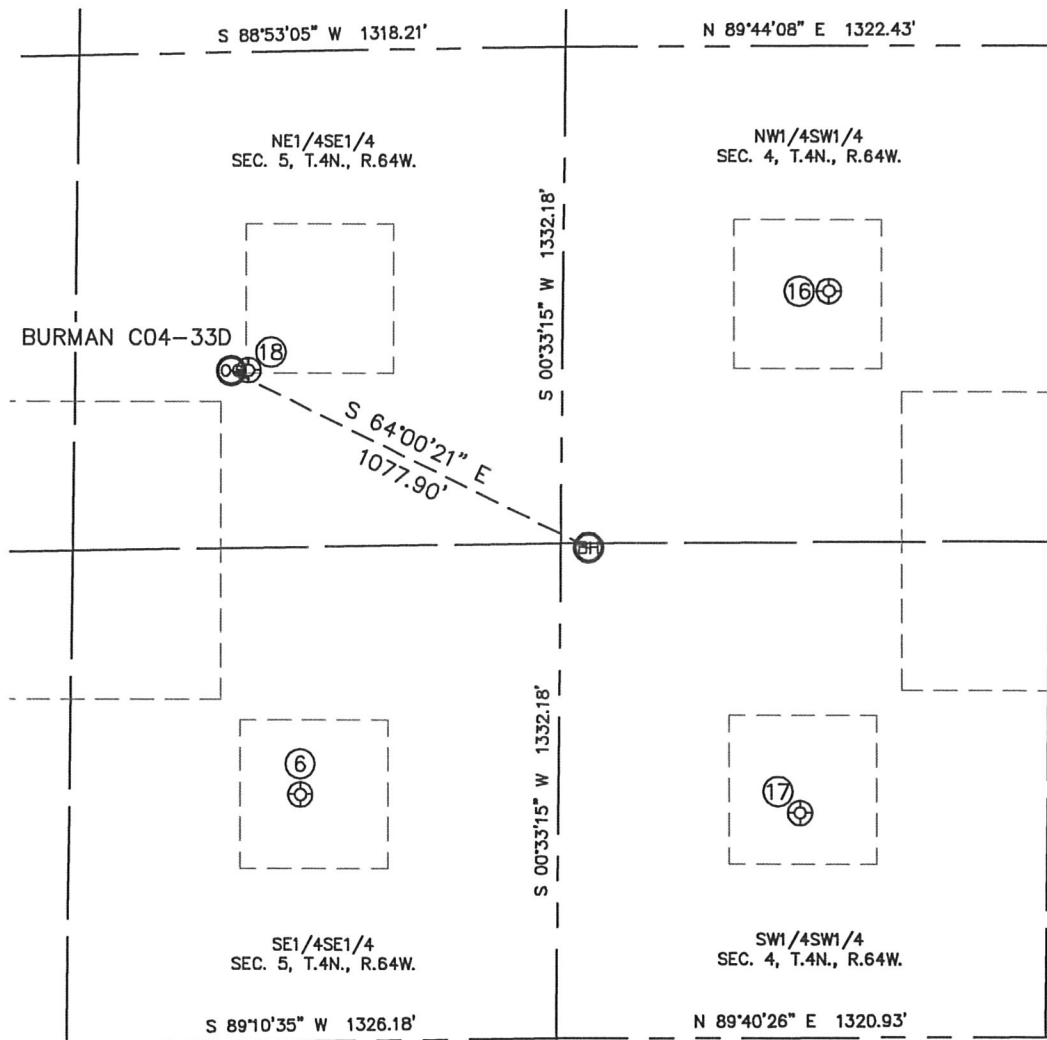 S 88°53'05" W 1318.21'
N 89°44'08" E 1322.43'
NE1/4SE1/4
SEC. 5, T.4N., R.64W.
NW1/4SW1/4
SEC. 4, T.4N., R.64W.
S 00°33'15" W 1332.18'
16
BURMAN C04-33D
18
S 64°00'21" E
1077.90'
BH
S 00°33'15" W 1332.18'
6
17
SE1/4SE1/4
SEC. 5, T.4N., R.64W.
SW1/4SW1/4
SEC. 4, T.4N., R.64W.
S 89°10'35" W 1326.18'
N 89°40'26" E 1320.93'